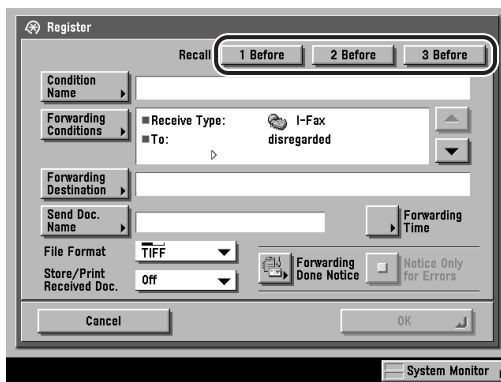 Register
Recall 1 Before 2 Before 3 Before
Condition
Name
Forwarding
Conditions
Receive Type: I-Fax
To: disregarded
Forwarding
Destination
Send Doc.
Name
Forwarding
Time
File Format TIFF
Store/Print
Received Doc. Off
Forwarding
Done Notice
Notice Only
for Errors
Cancel OK
System Monitor